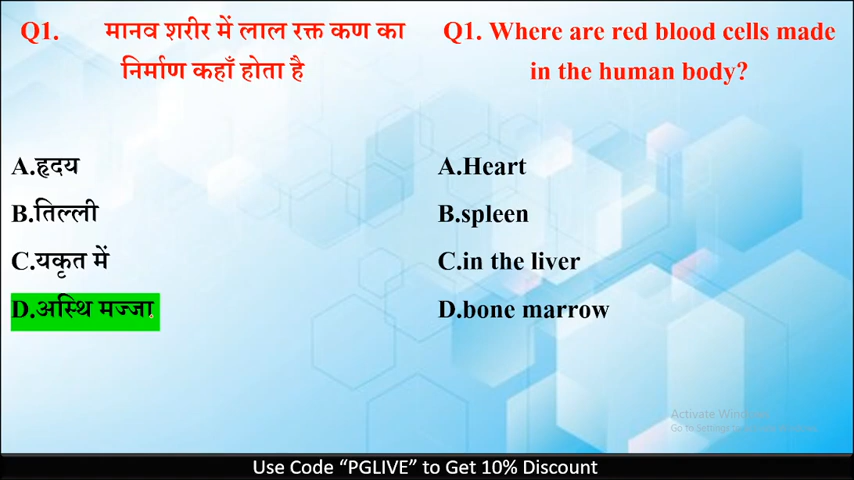 Q1. मानव शरीर में लाल रक्त कण का
निर्माण कहाँ होता है
A.हृदय
B.तिल्ली
C.यकृत में
D.अस्थि मज्जा
Q1. Where are red blood cells made
in the human body?
A.Heart
B.spleen
C.in the liver
D.bone marrow
Activate Windows
Go to Settings to activate Windows.
Use Code “PGLIVE” to Get 10% Discount